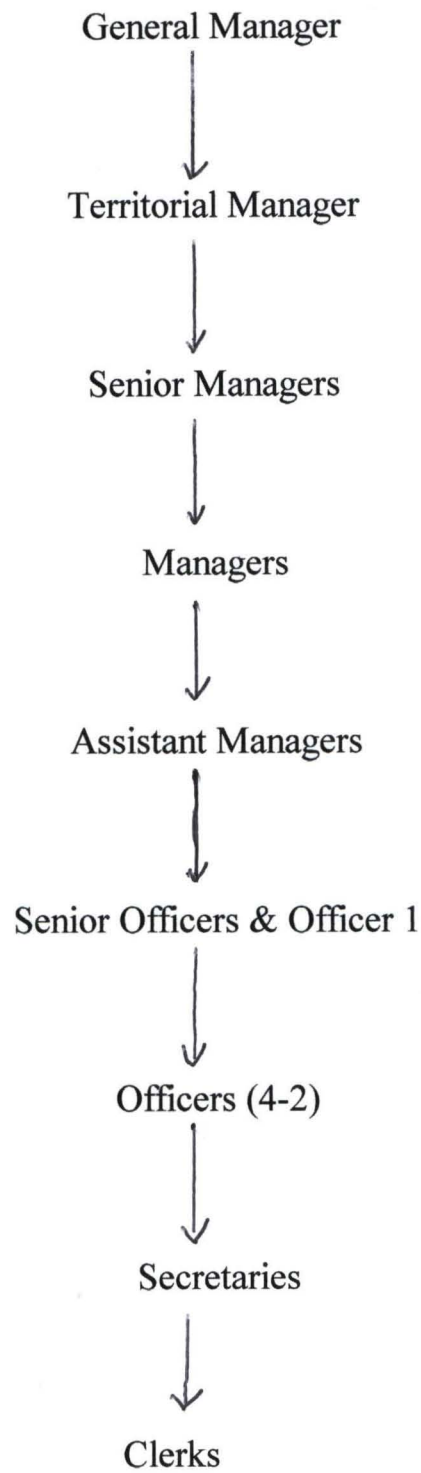 General Manager
Territorial Manager
Senior Managers
Managers
Assistant Managers
Senior Officers & Officer 1
Officers (4-2)
Secretaries
Clerks